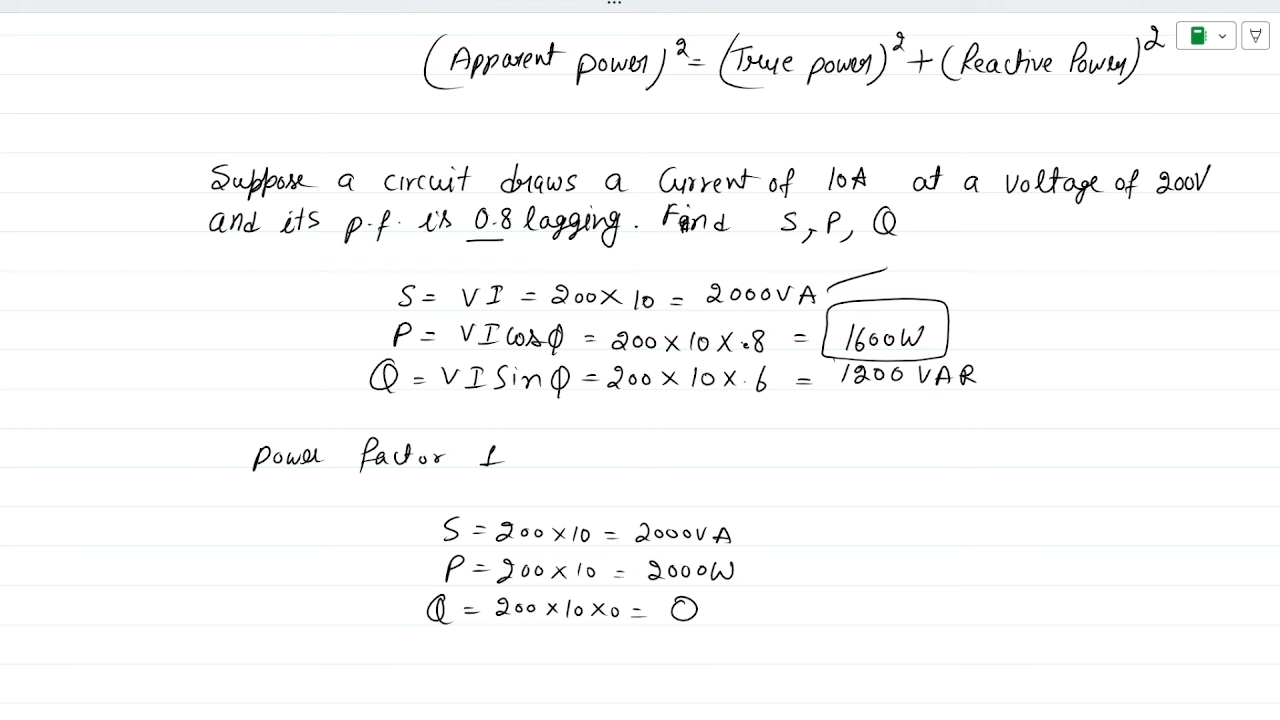 (Apparent power)² = (True power)² + (Reactive Power)²
Suppose a circuit draws a Current of 10A at a voltage of 200V
and its p.f. is 0.8 lagging. Find S, P, Q
S = VI = 200 × 10 = 2000VA
P = VI Cosϕ = 200 × 10 × .8 = 1600W
Q = VI Sinϕ = 200 × 10 × .6 = 1200 VAR
Power factor 1
S = 200 × 10 = 2000VA
P = 200 × 10 = 2000W
Q = 200 × 10 × 0 = 0